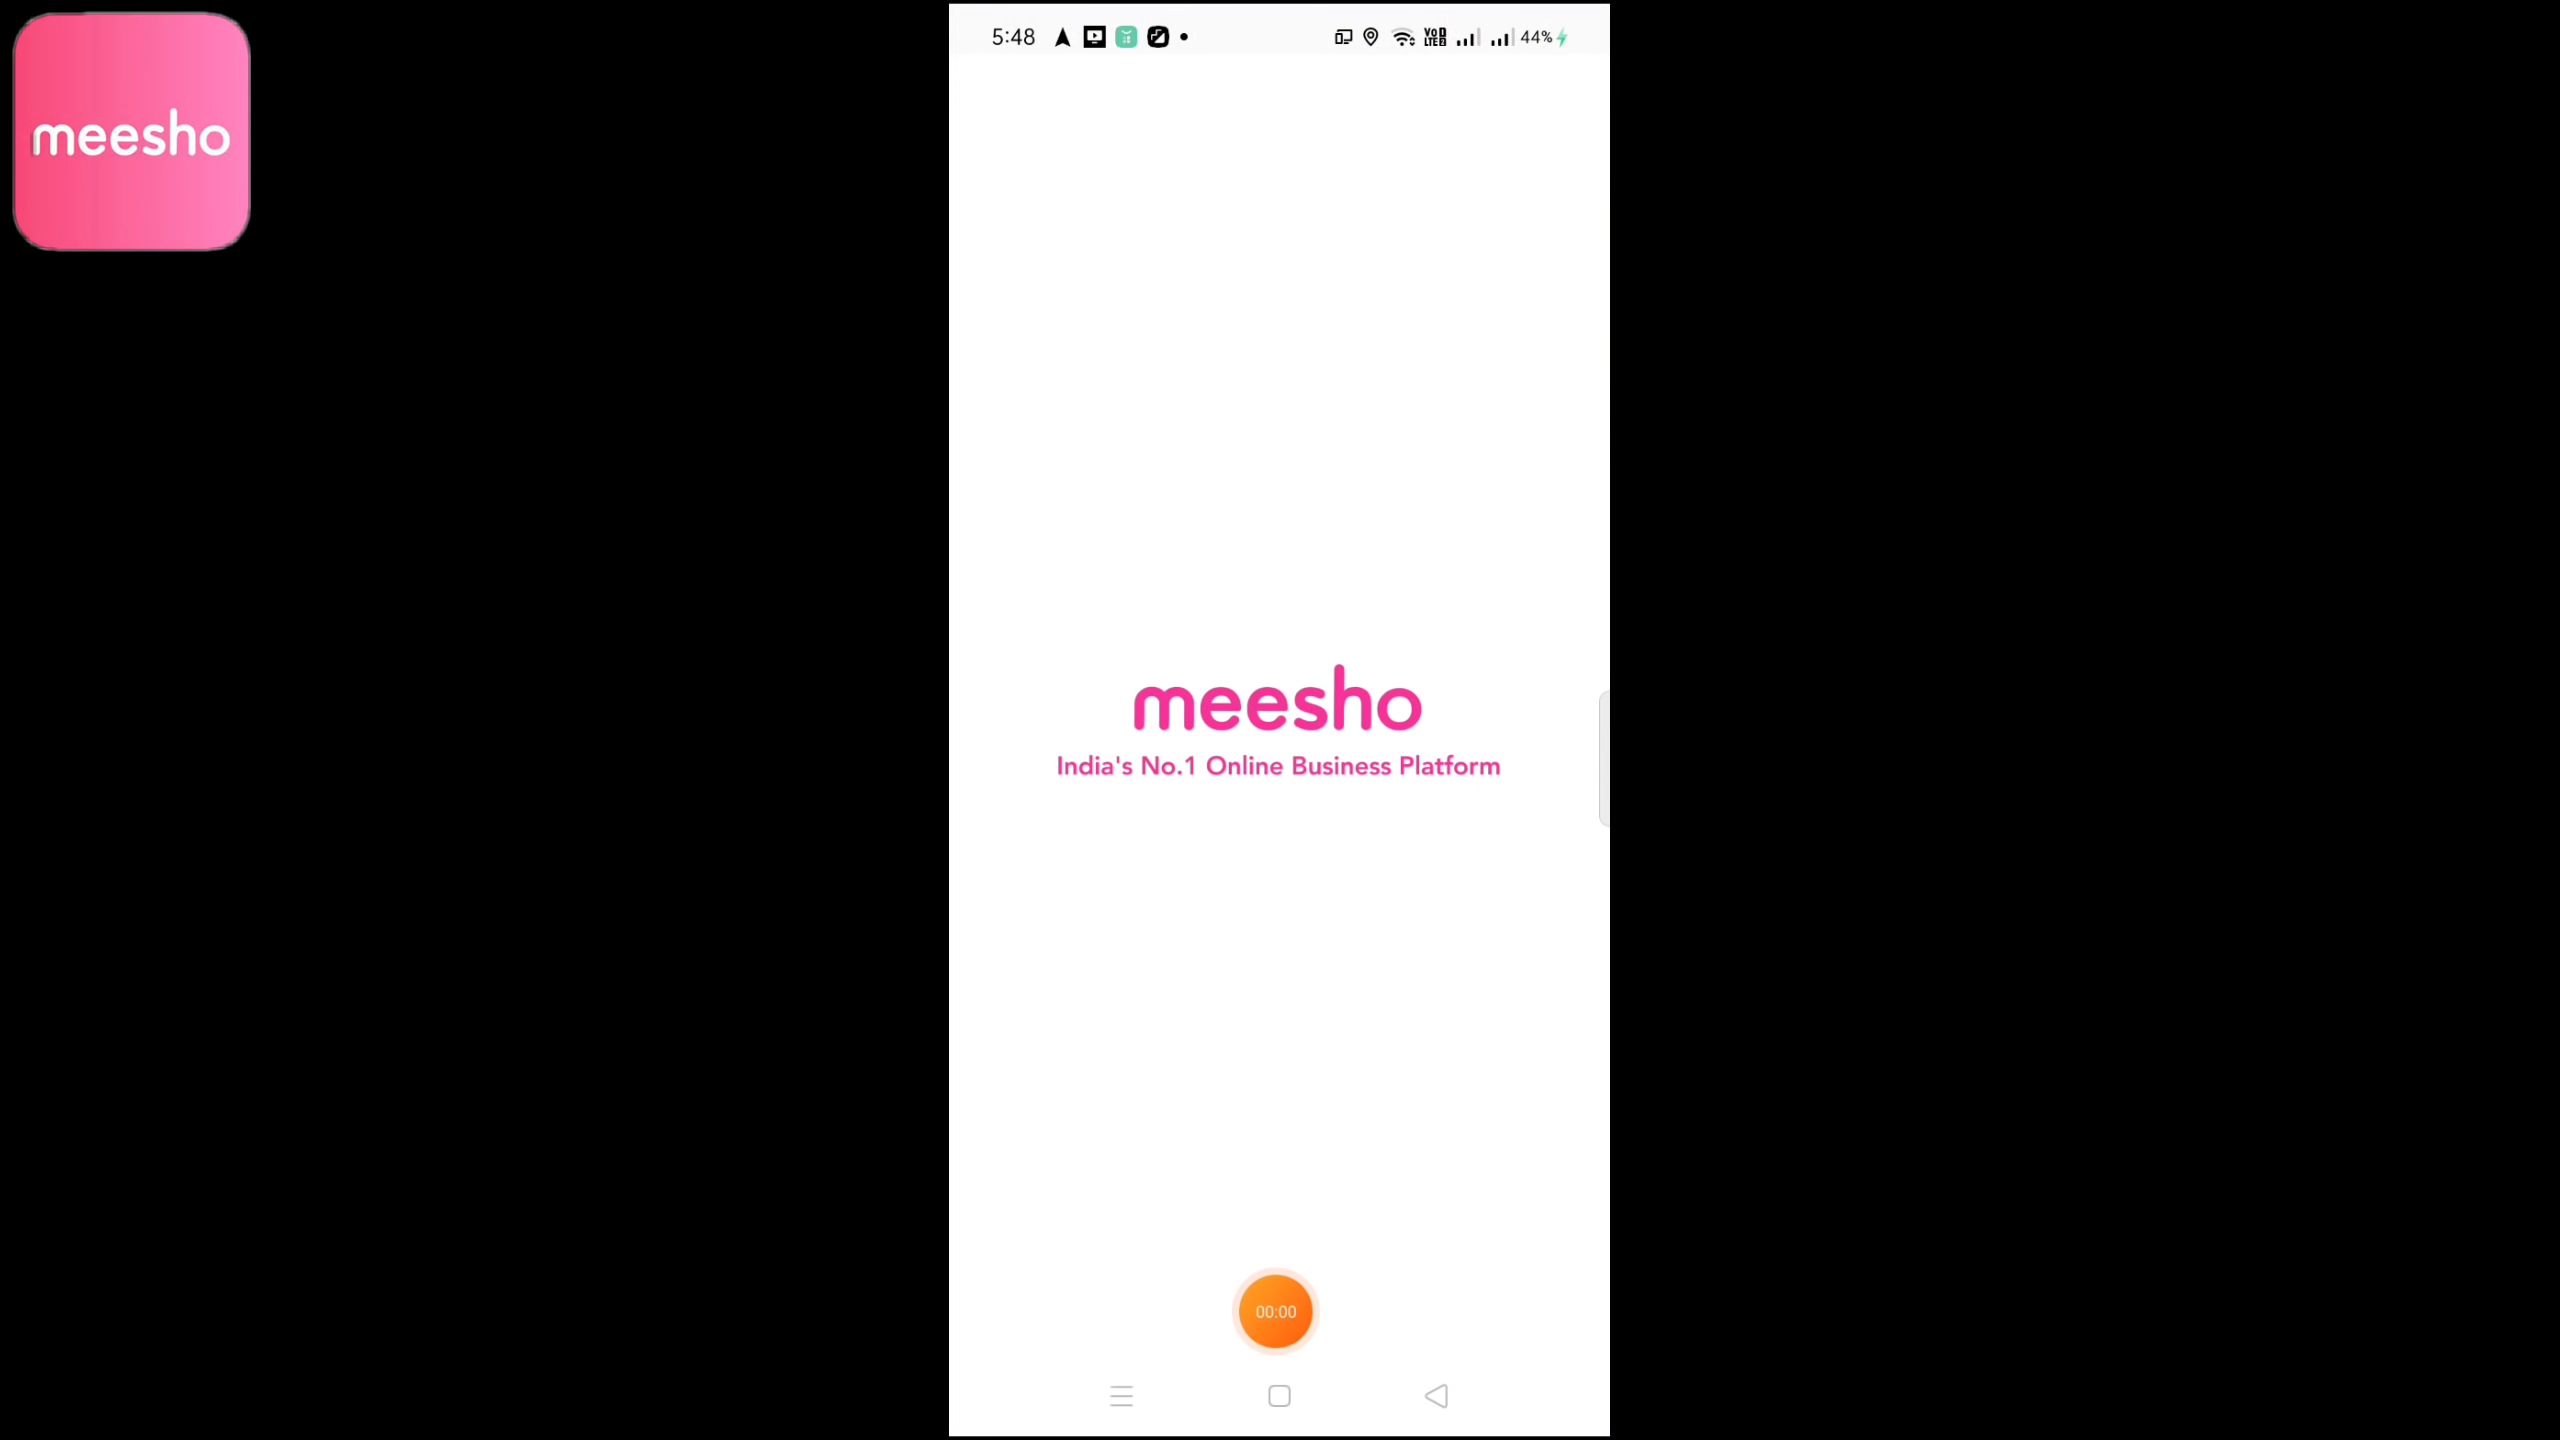 meesho
5:48
44%
meesho
India's No.1 Online Business Platform
00:00